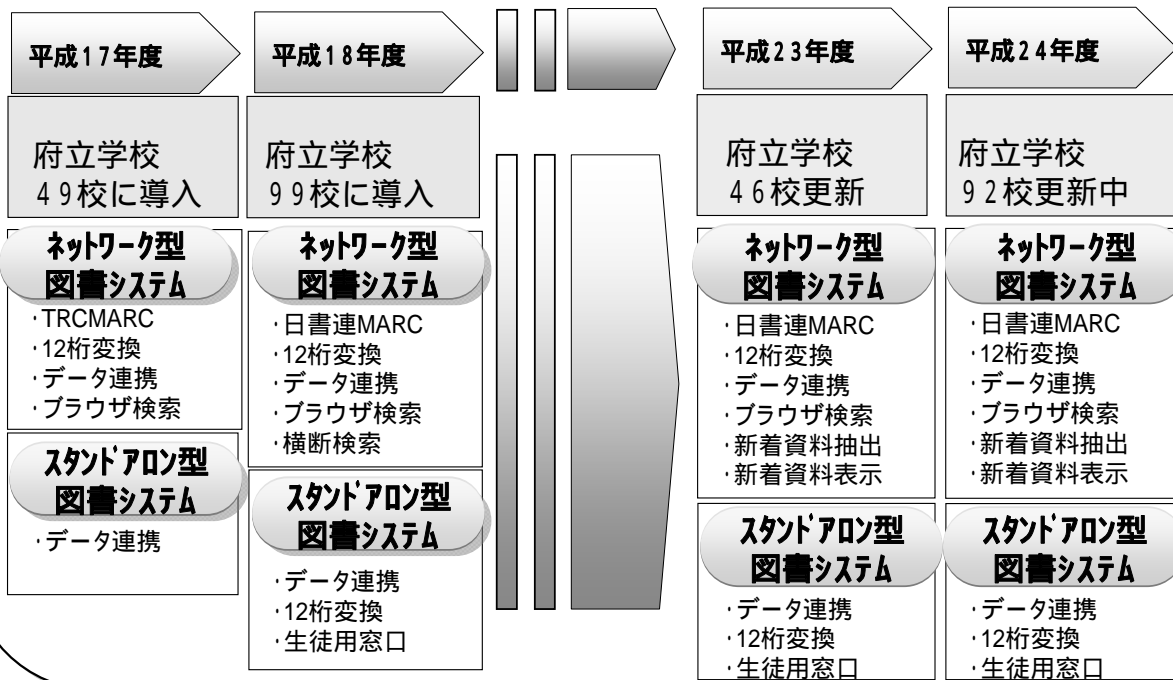 平成17年度
府立学校
49校に導入
ネットワーク型
図書システム
・TRCMARC
・12桁変換
・データ連携
・ブラウザ検索
スタンドアロン型
図書システム
・データ連携
平成18年度
府立学校
99校に導入
ネットワーク型
図書システム
・日書連MARC
・12桁変換
・データ連携
・ブラウザ検索
・横断検索
スタンドアロン型
図書システム
・データ連携
・12桁変換
・生徒用窓口
平成23年度
府立学校
46校更新
ネットワーク型
図書システム
・日書連MARC
・12桁変換
・データ連携
・ブラウザ検索
・新着資料抽出
・新着資料表示
スタンドアロン型
図書システム
・データ連携
・12桁変換
・生徒用窓口
平成24年度
府立学校
92校更新中
ネットワーク型
図書システム
・日書連MARC
・12桁変換
・データ連携
・ブラウザ検索
・新着資料抽出
・新着資料表示
スタンドアロン型
図書システム
・データ連携
・12桁変換
・生徒用窓口